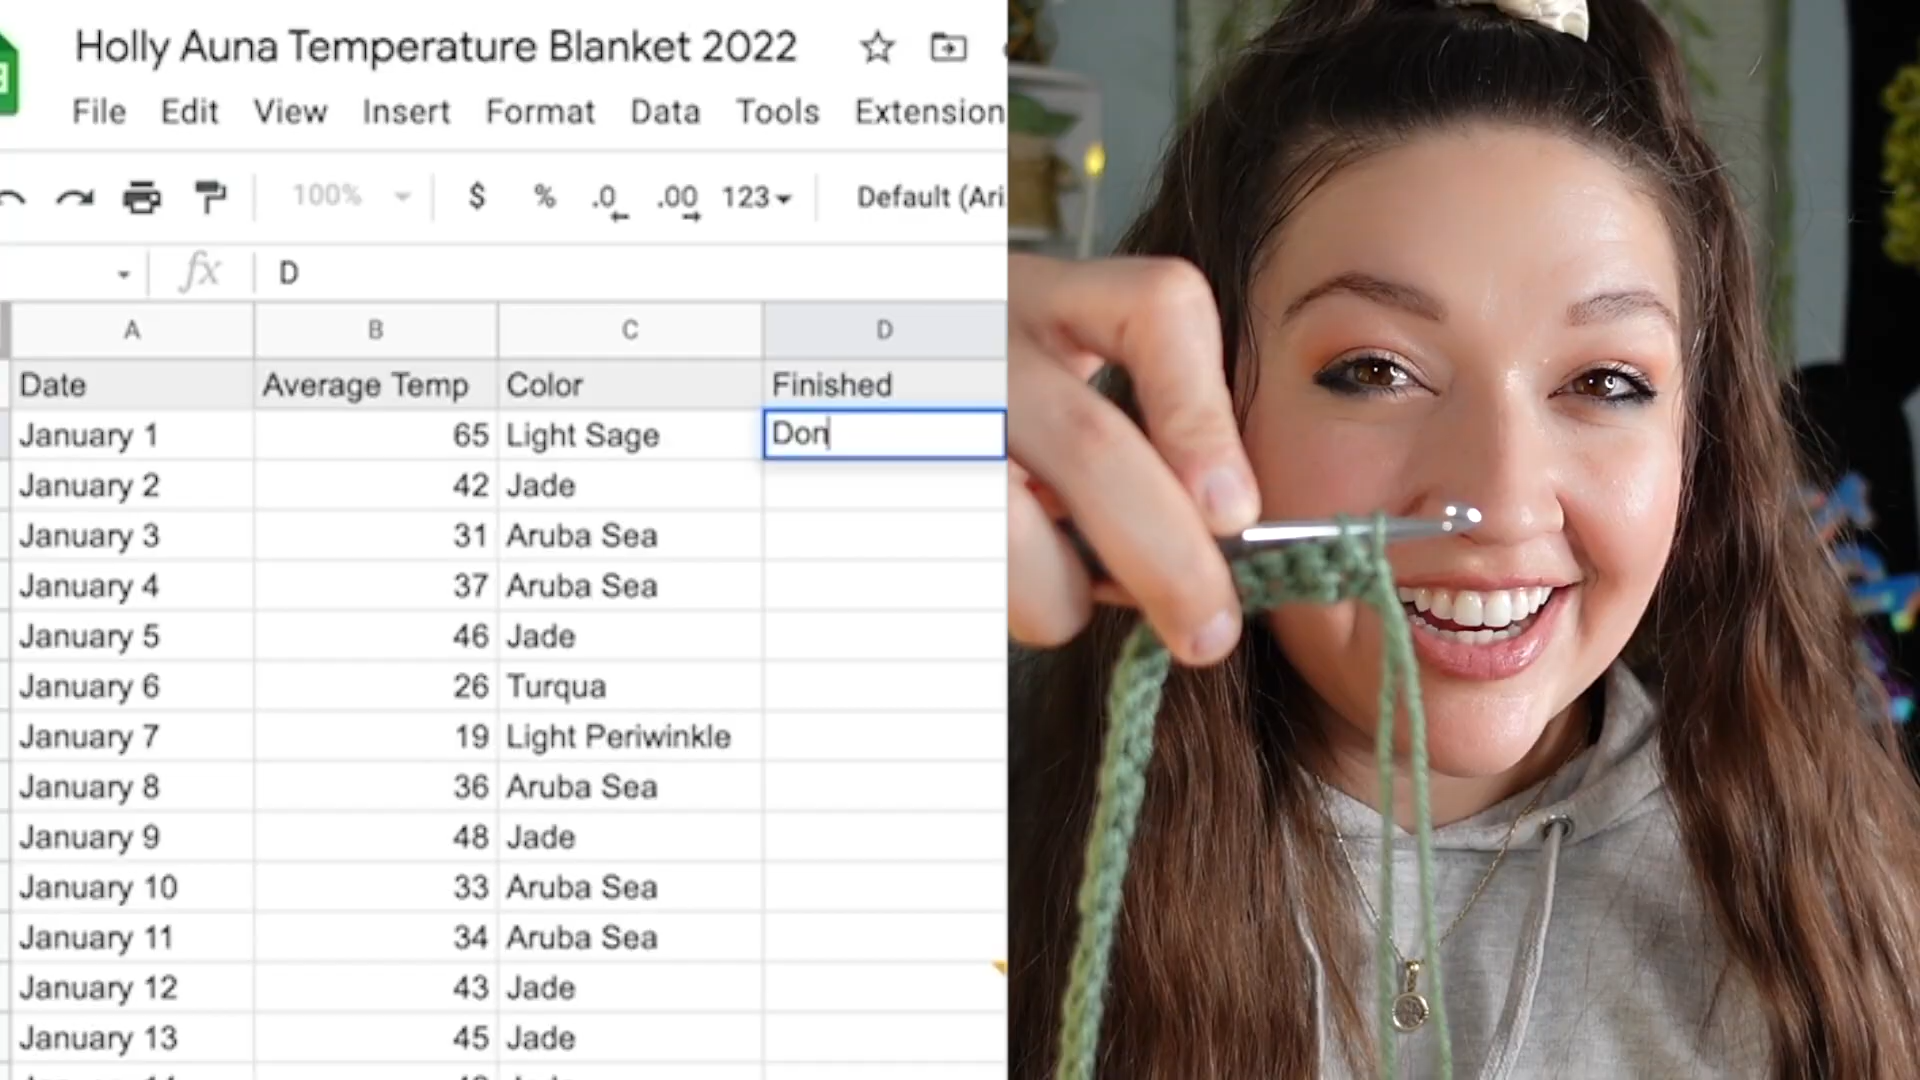 Holly Auna Temperature Blanket 2022
File Edit View Insert Format Data Tools Extension
100% $ % .0 .00 123 Default (Ari
fx D
A B C D
Date Average Temp Color Finished
January 1 65 Light Sage Don
January 2 42 Jade
January 3 31 Aruba Sea
January 4 37 Aruba Sea
January 5 46 Jade
January 6 26 Turqua
January 7 19 Light Periwinkle
January 8 36 Aruba Sea
January 9 48 Jade
January 10 33 Aruba Sea
January 11 34 Aruba Sea
January 12 43 Jade
January 13 45 Jade